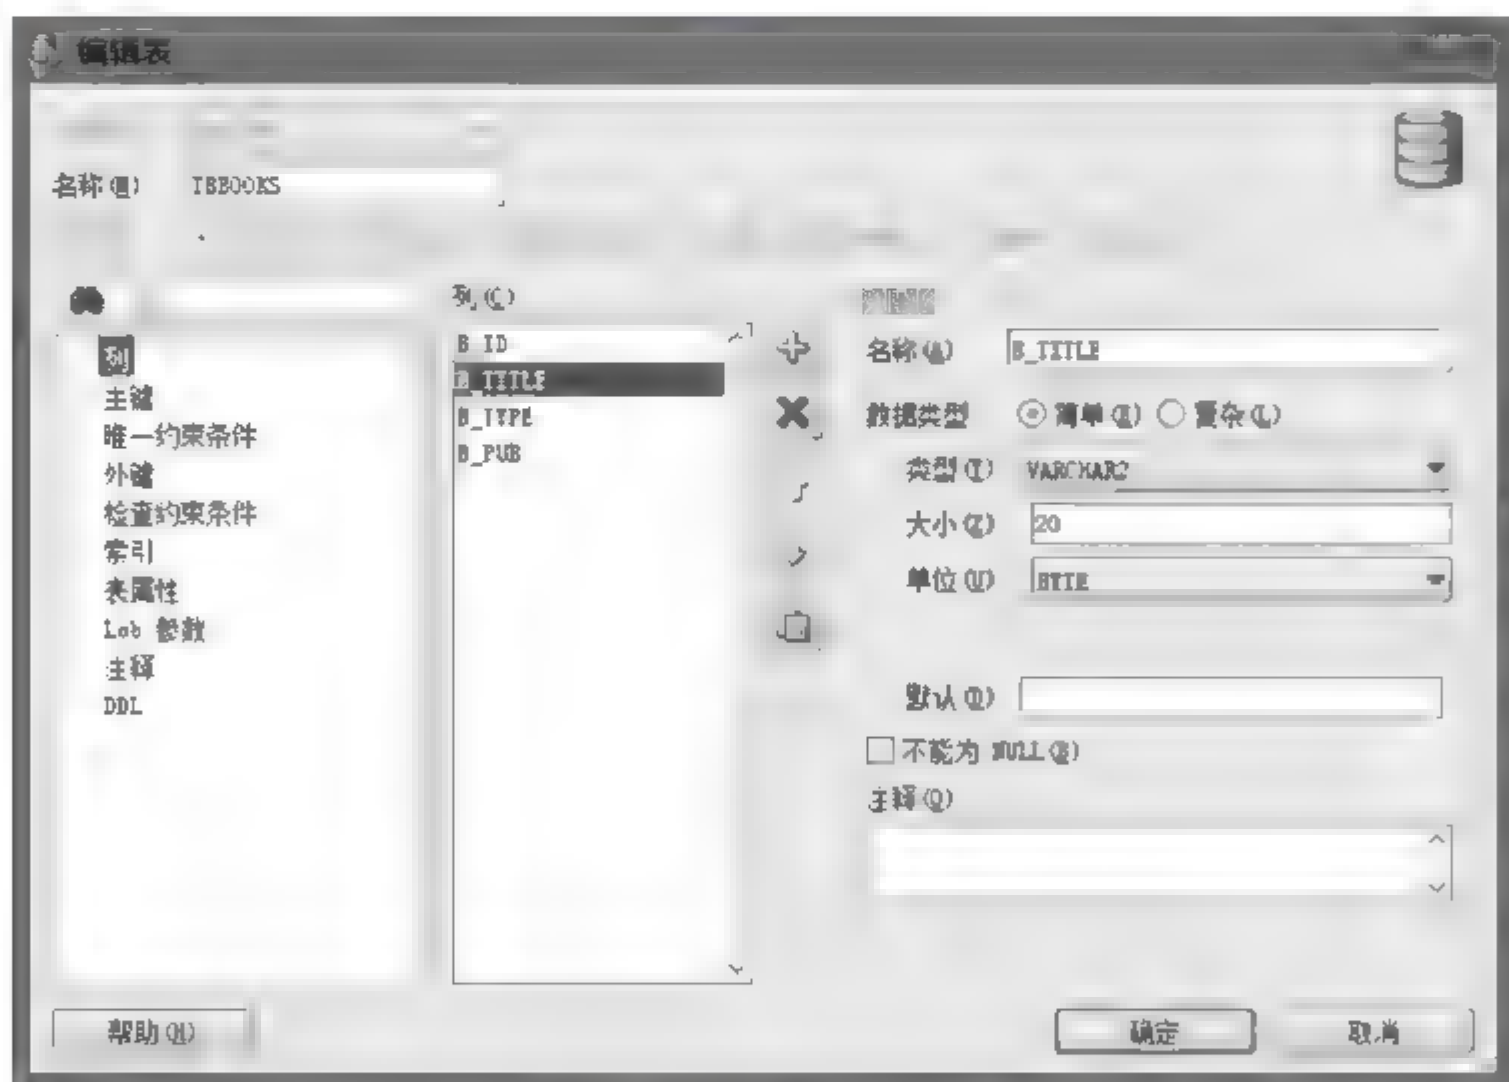 编辑表
名称(N) TBBOOKS
列
主键
唯一约束条件
外键
检查约束条件
索引
表属性
Lob 参数
注释
DDL
列(C)
B_ID
B_TITLE
B_TYPE
B_PUB
列属性
名称(A) B_TITLE
数据类型 简单(R) 复杂(L)
类型(T) VARCHAR2
大小(Z) 20
单位(U) BYTE
默认(D)
不能为 NULL(B)
注释(O)
帮助(H)
确定
取消